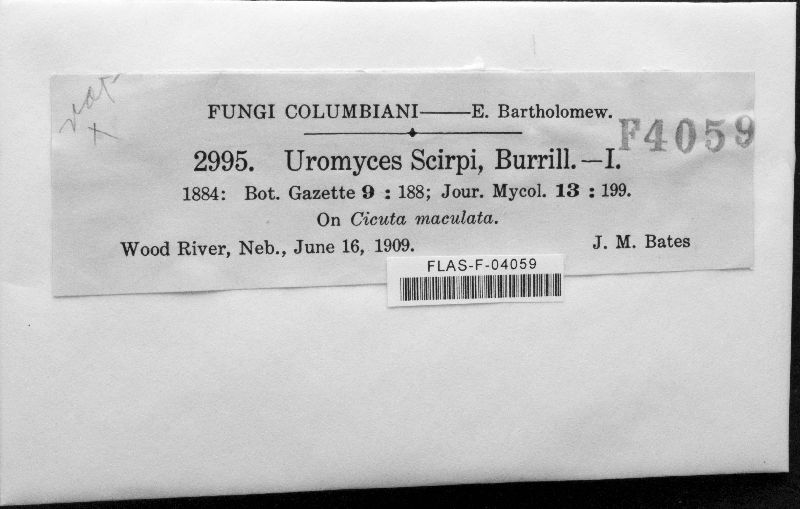 FUNGI COLUMBIANI——E. Bartholomew.
F4059
2995. Uromyces Scirpi, Burrill.—I.
1884: Bot. Gazette 9 : 188; Jour. Mycol. 13 : 199.
On Cicuta maculata.
Wood River, Neb., June 16, 1909. J. M. Bates
FLAS-F-04059